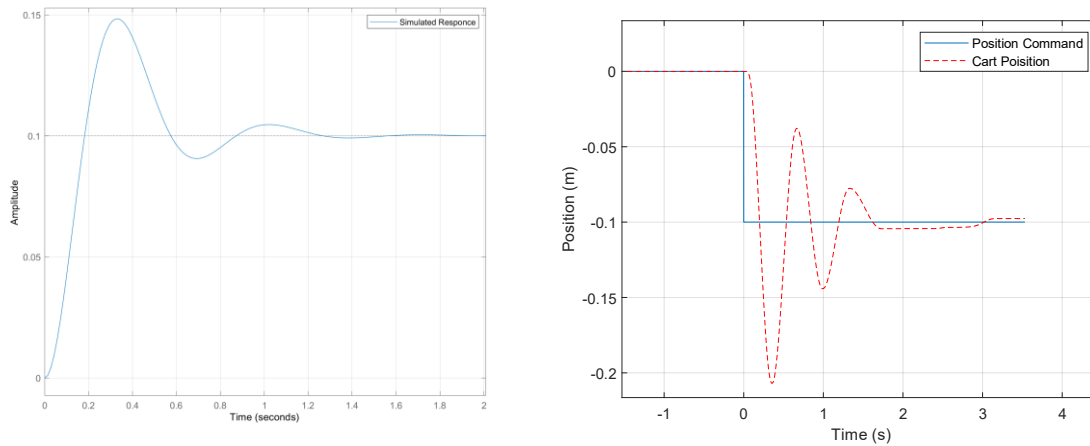 0.15
0.1
0.05
0
Amplitude
Simulated Responce
0 0.2 0.4 0.6 0.8 1 1.2 1.4 1.6 1.8 2
Time (seconds)
0
-0.05
-0.1
-0.15
-0.2
Position (m)
Position Command
Cart Poisition
-1 0 1 2 3 4
Time (s)